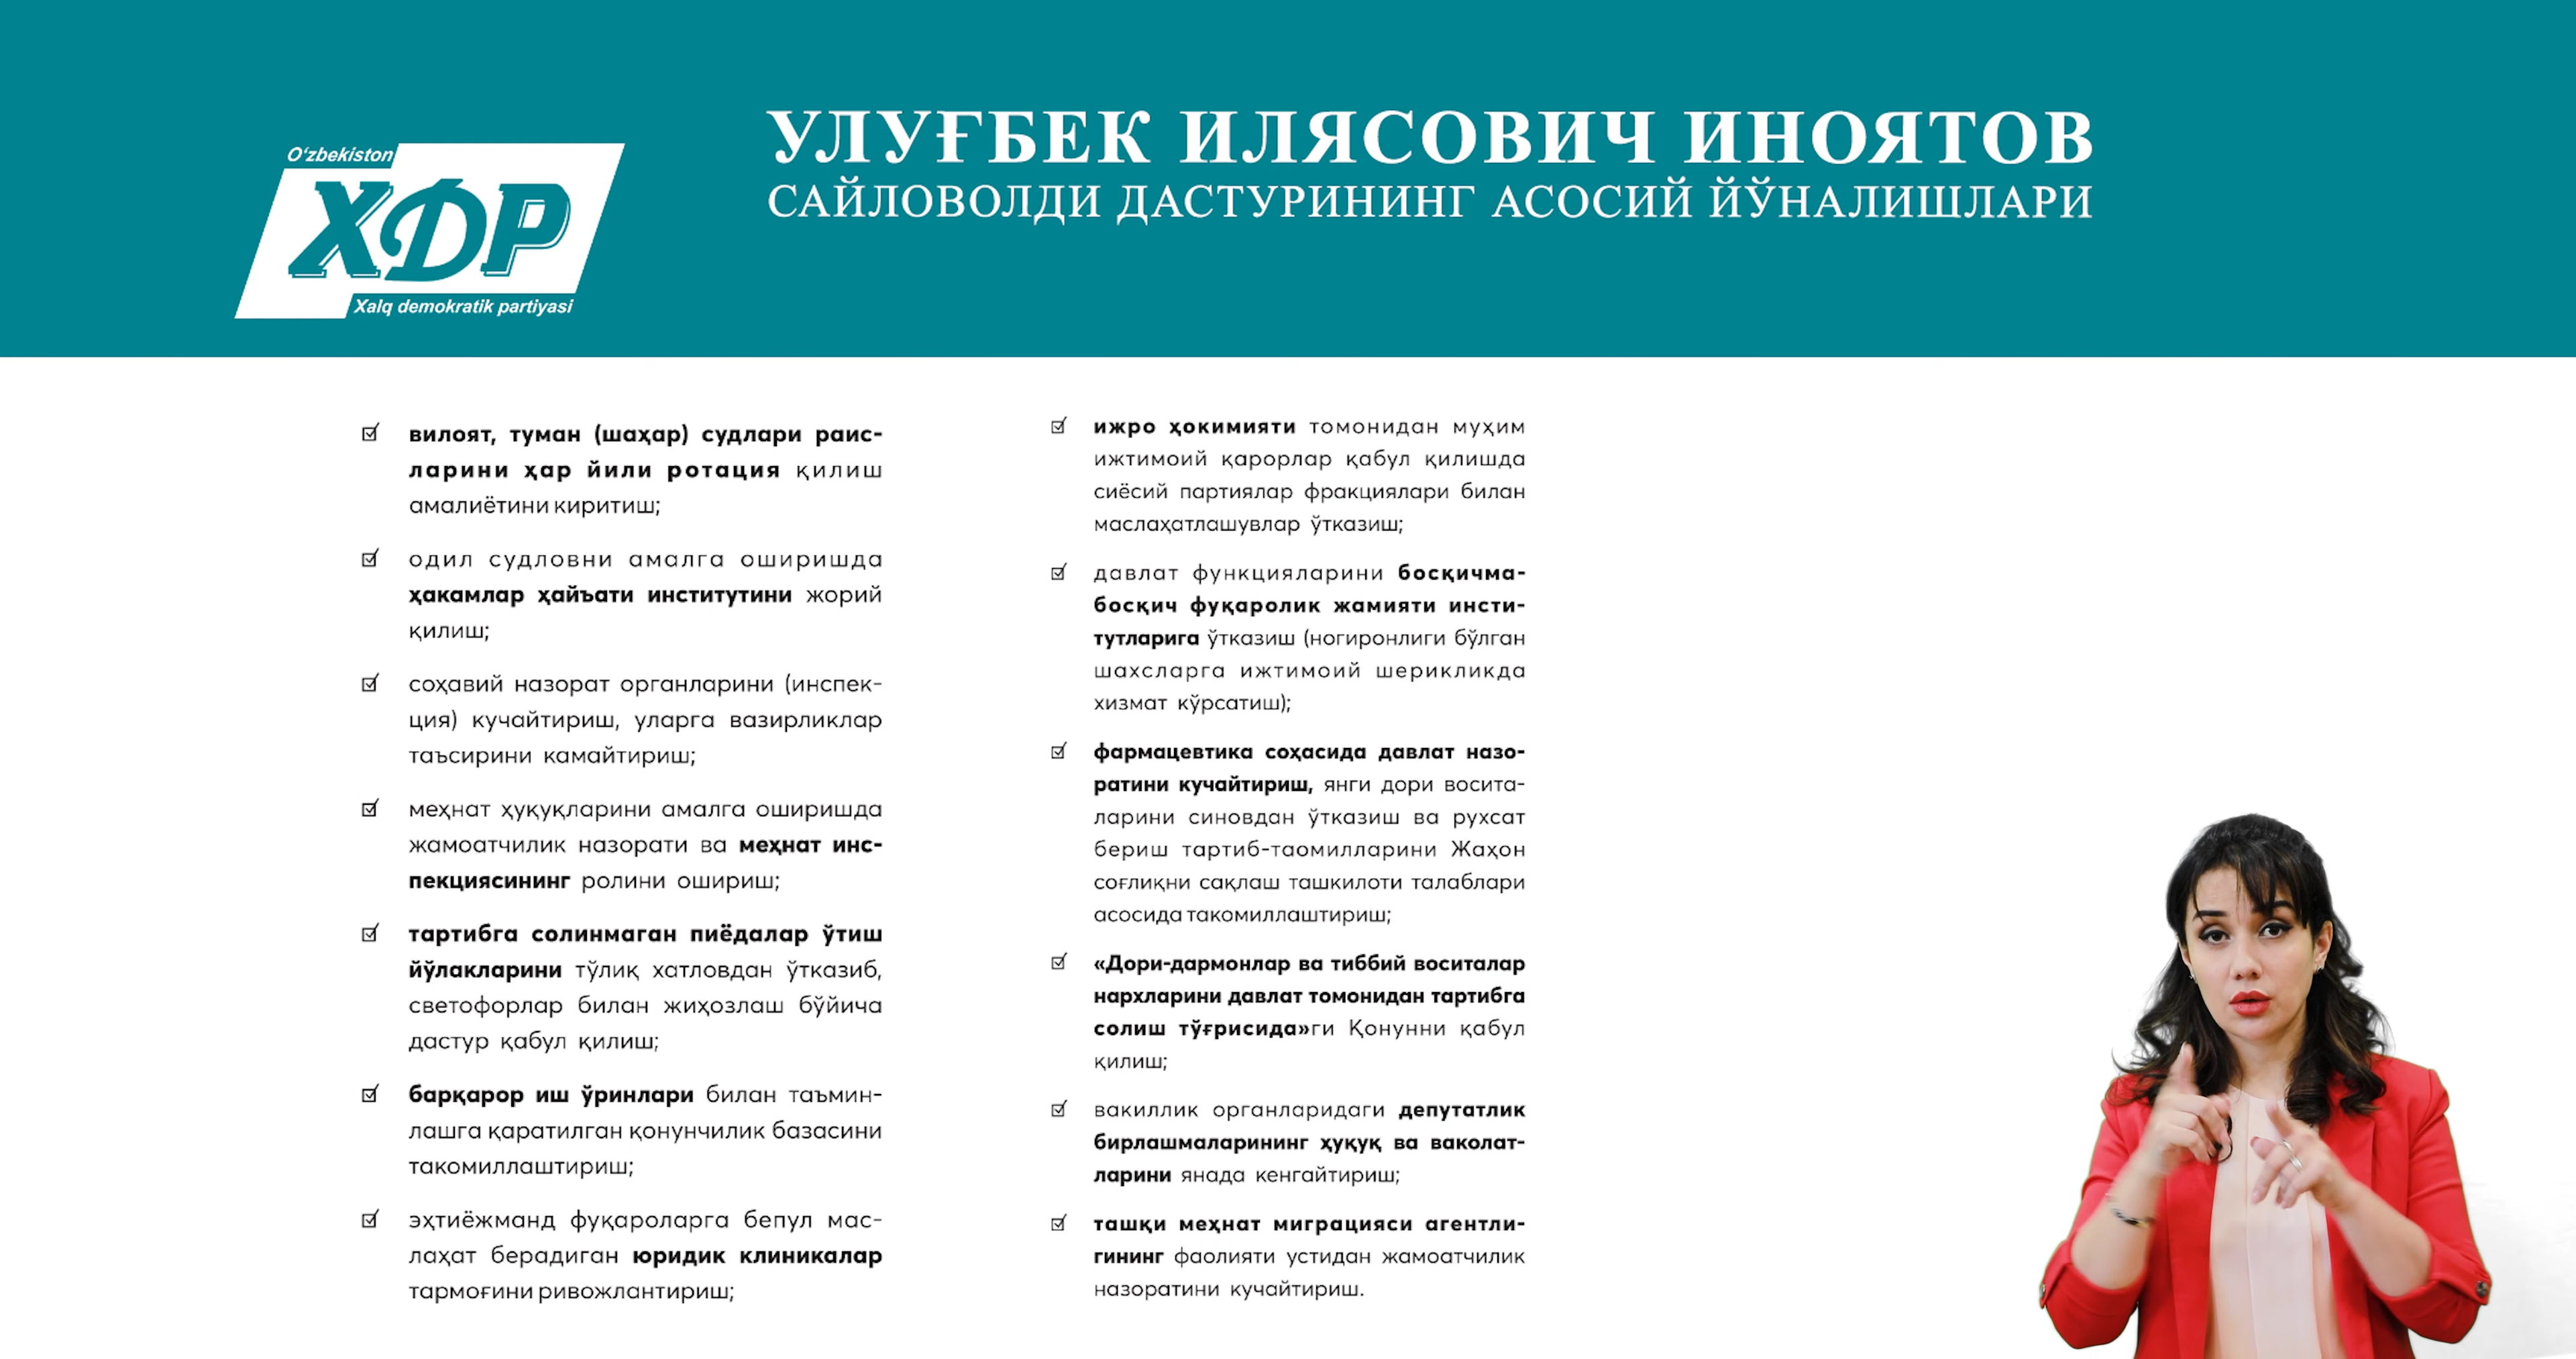 O‘zbekiston
ХДР
Xalq demokratik partiyasi
УЛУҒБЕК ИЛЯСОВИЧ ИНОЯТОВ
САЙЛОВОЛДИ ДАСТУРИНИНГ АСОСИЙ ЙЎНАЛИШЛАРИ
вилоят, туман (шаҳар) судлари раис-
ларини ҳар йили ротация қилиш
амалиётини киритиш;
одил судловни амалга оширишда
ҳакамлар ҳайъати институтини жорий
қилиш;
соҳавий назорат органларини (инспек-
ция) кучайтириш, уларга вазирликлар
таъсирини камайтириш;
меҳнат ҳуқуқларини амалга оширишда
жамоатчилик назорати ва меҳнат инс-
пекциясининг ролини ошириш;
тартибга солинмаган пиёдалар ўтиш
йўлакларини тўлиқ хатловдан ўтказиб,
светофорлар билан жиҳозлаш бўйича
дастур қабул қилиш;
барқарор иш ўринлари билан таъмин-
лашга қаратилган қонунчилик базасини
такомиллаштириш;
эҳтиёжманд фуқароларга бепул мас-
лаҳат берадиган юридик клиникалар
тармоғини ривожлантириш;
ижро ҳокимияти томонидан муҳим
ижтимоий қарорлар қабул қилишда
сиёсий партиялар фракциялари билан
маслаҳатлашувлар ўтказиш;
давлат функцияларини босқичма-
босқич фуқаролик жамияти инсти-
тутларига ўтказиш (ногиронлиги бўлган
шахсларга ижтимоий шерикликда
хизмат кўрсатиш);
фармацевтика соҳасида давлат назо-
ратини кучайтириш, янги дори восита-
ларини синовдан ўтказиш ва рухсат
бериш тартиб-таомилларини Жаҳон
соғлиқни сақлаш ташкилоти талаблари
асосида такомиллаштириш;
«Дори-дармонлар ва тиббий воситалар
нархларини давлат томонидан тартибга
солиш тўғрисида»ги Қонунни қабул
қилиш;
вакиллик органларидаги депутатлик
бирлашмаларининг ҳуқуқ ва ваколат-
ларини янада кенгайтириш;
ташқи меҳнат миграцияси агентли-
гининг фаолияти устидан жамоатчилик
назоратини кучайтириш.